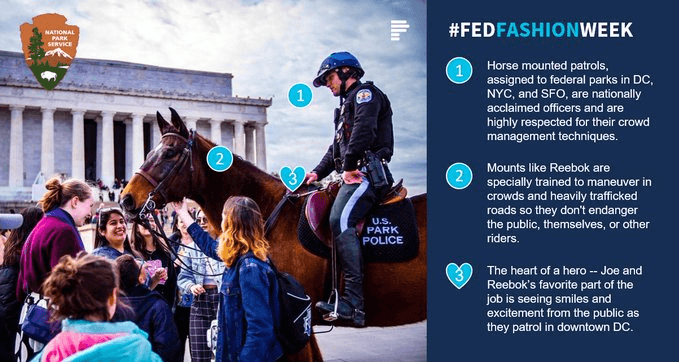 NATIONAL
PARK
SERVICE
#FEDFASHIONWEEK
1
2
3
U.S.
PARK
POLICE
1
Horse mounted patrols,
assigned to federal parks in DC,
NYC, and SFO, are nationally
acclaimed officers and are
highly respected for their crowd
management techniques.
2
Mounts like Reebok are
specially trained to maneuver in
crowds and heavily trafficked
roads so they don't endanger
the public, themselves, or other
riders.
3
The heart of a hero -- Joe and
Reebok's favorite part of the
job is seeing smiles and
excitement from the public as
they patrol in downtown DC.